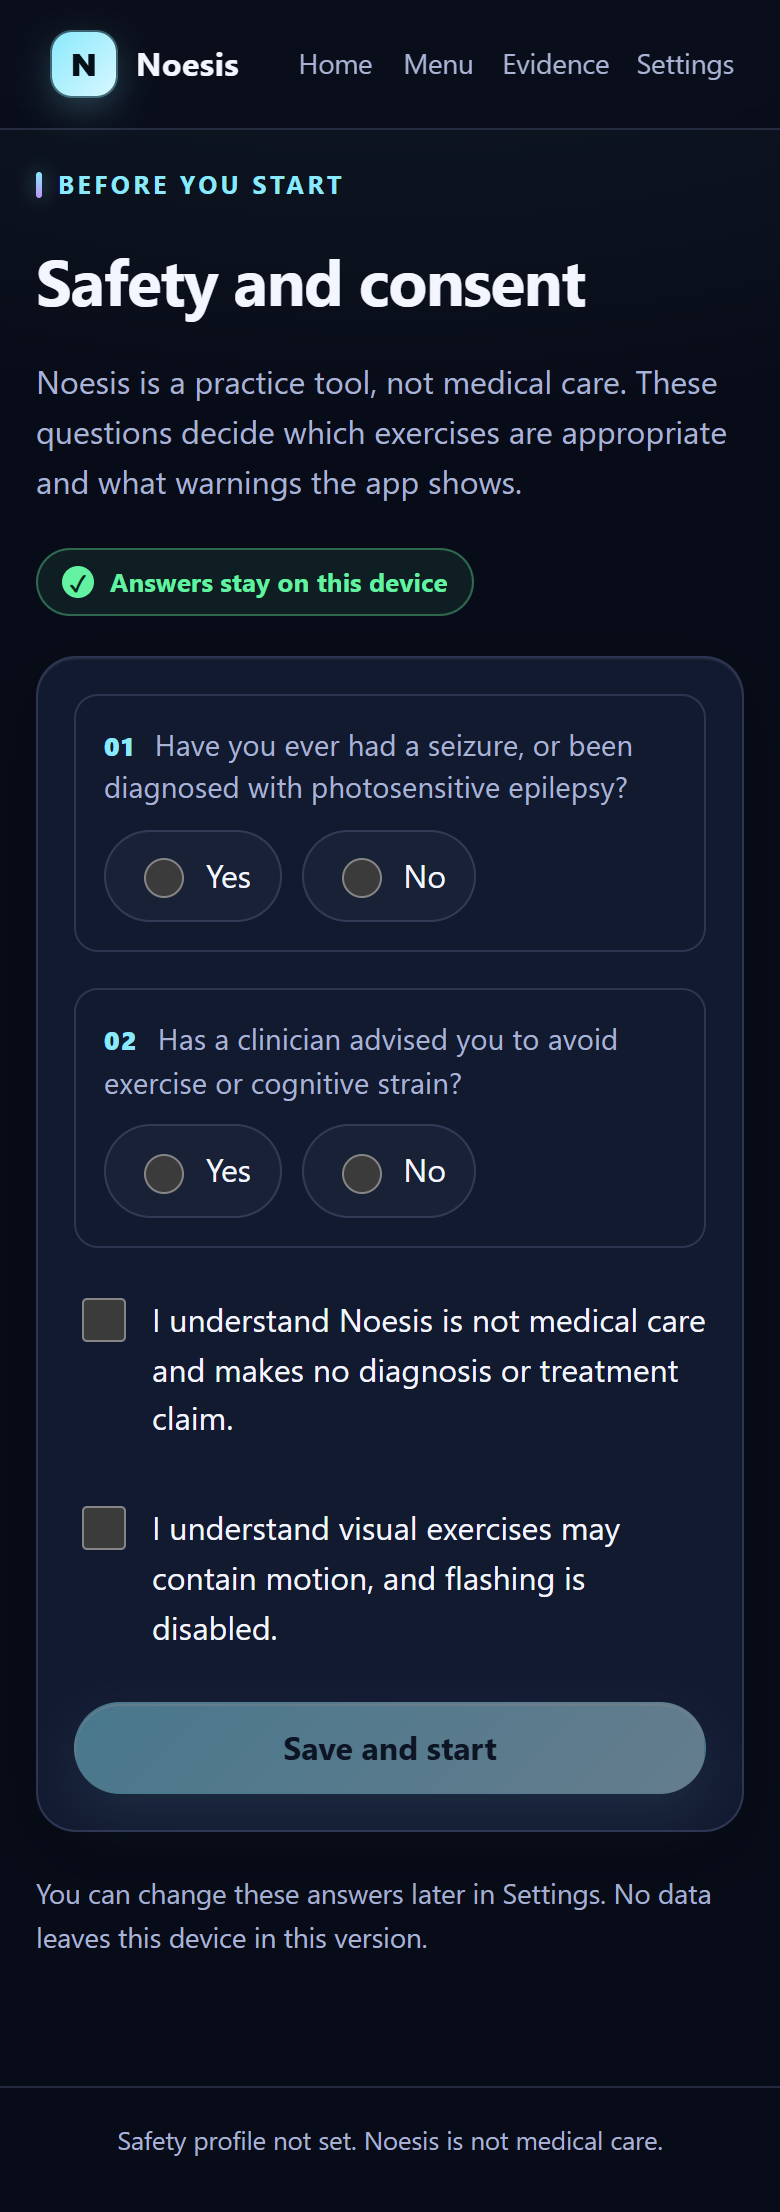 N Noesis Home Menu Evidence Settings
BEFORE YOU START
Safety and consent
Noesis is a practice tool, not medical care. These
questions decide which exercises are appropriate
and what warnings the app shows.
✓ Answers stay on this device
01 Have you ever had a seizure, or been
diagnosed with photosensitive epilepsy?
Yes No
02 Has a clinician advised you to avoid
exercise or cognitive strain?
Yes No
I understand Noesis is not medical care
and makes no diagnosis or treatment
claim.
I understand visual exercises may
contain motion, and flashing is
disabled.
Save and start
You can change these answers later in Settings. No data
leaves this device in this version.
Safety profile not set. Noesis is not medical care.